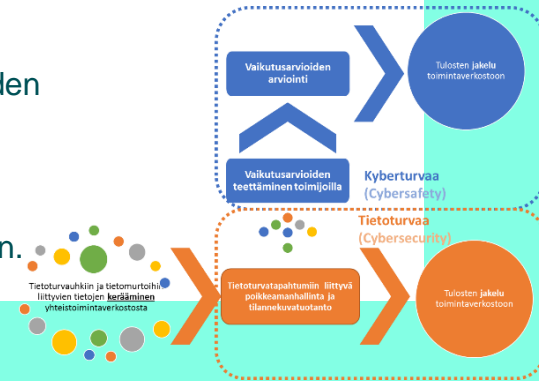 den
n.
Vaikutusarvioiden
arviointi
Tulosten jakelu
toimintaverkostoon
Vaikutusarvioiden
teettäminen toimijoilla
Kyberturvaa
(Cybersafety)
Tietoturvaa
(Cybersecurity)
Tietoturvauhkiin ja tietomurtoihin
liittyvien tietojen kerääminen
yhteistoimintaverkostosta
Tietoturvatapahtumiin liittyvä
poikkeamanhallinta ja
tilannekuvatuotanto
Tulosten jakelu
toimintaverkostoon